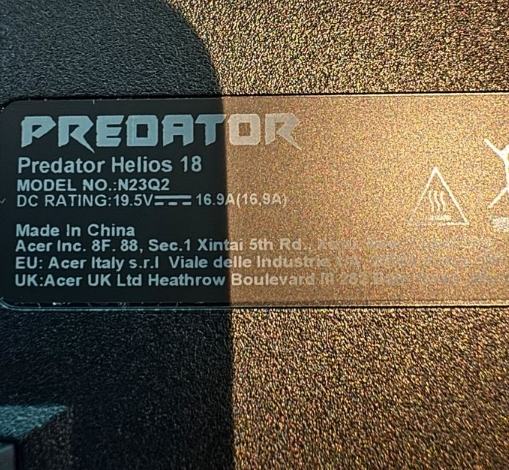 PREDATOR
Predator Helios 18
MODEL NO.:N23Q2
DC RATING:19.5V⎓16.9A(16,9A)
Made In China
Acer Inc. 8F. 88, Sec.1 Xintai 5th Rd.,
EU: Acer Italy s.r.l Viale delle Industrie
UK:Acer UK Ltd Heathrow Boulevard III